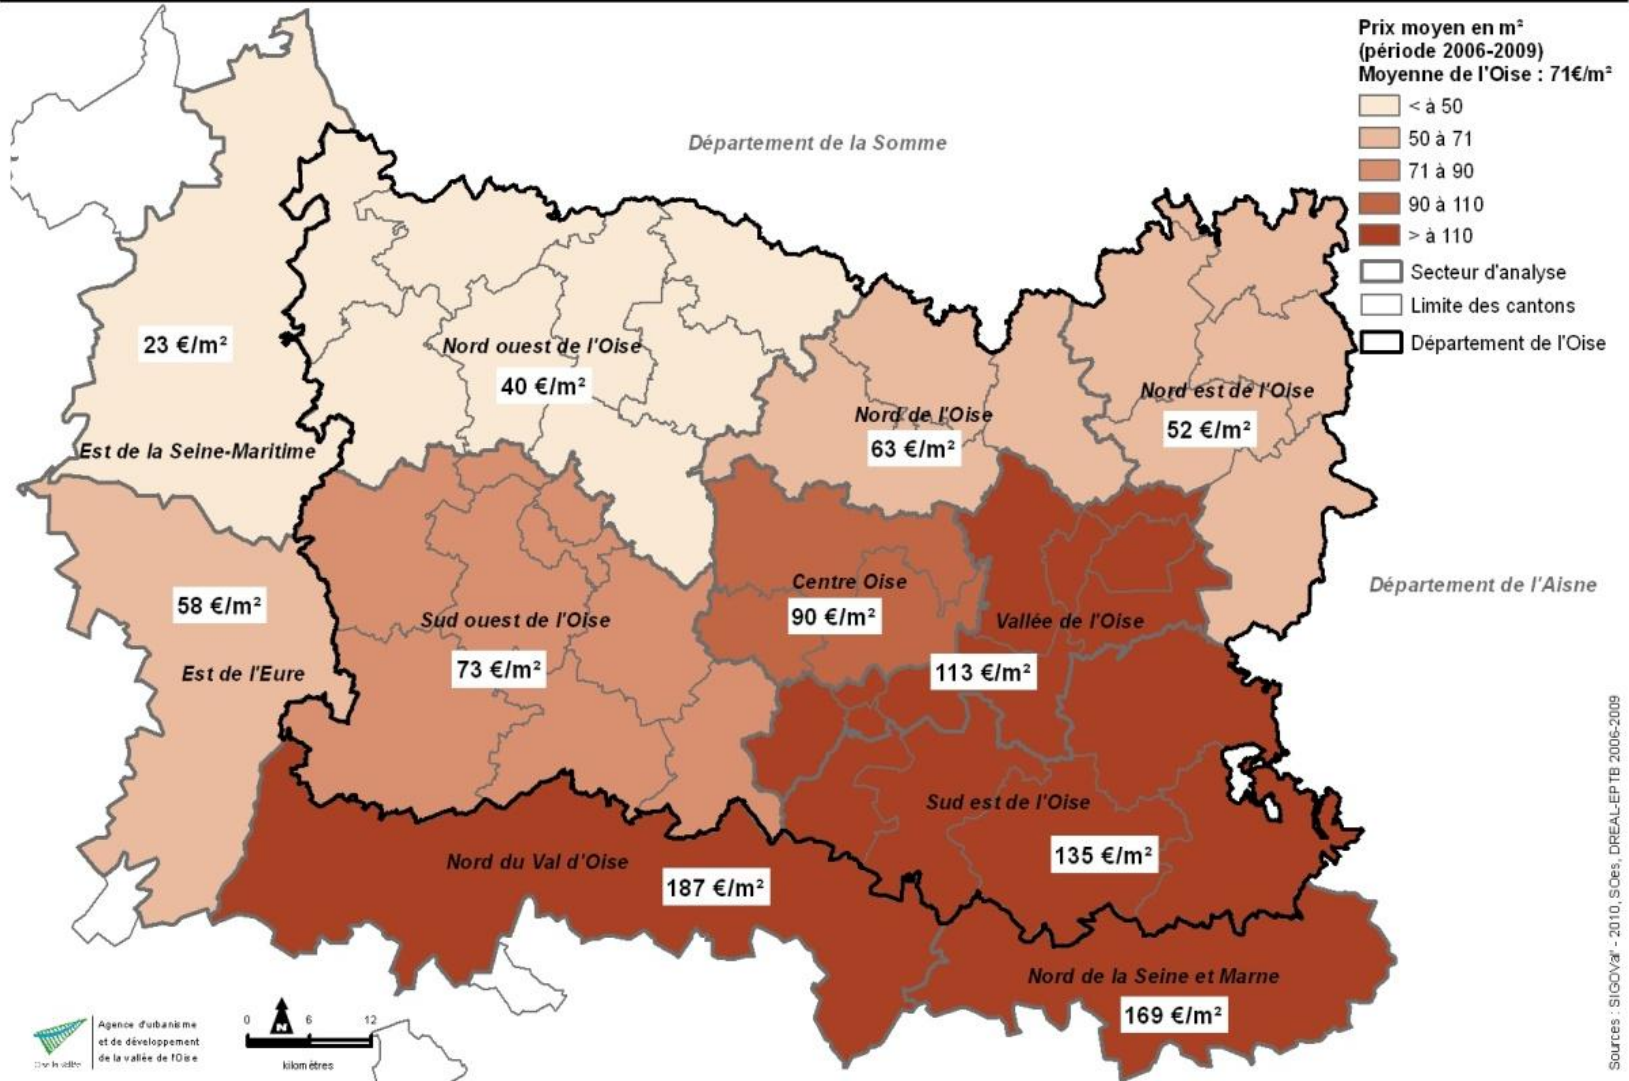 Prix moyen en m²
(période 2006-2009)
Moyenne de l'Oise : 71€/m²
< à 50
50 à 71
71 à 90
90 à 110
> à 110
Secteur d'analyse
Limite des cantons
Département de l'Oise
Département de la Somme
23 €/m²
Nord ouest de l'Oise
40 €/m²
Nord de l'Oise
63 €/m²
Nord est de l'Oise
52 €/m²
Est de la Seine-Maritime
58 €/m²
Est de l'Eure
Sud ouest de l'Oise
73 €/m²
Centre Oise
90 €/m²
Vallée de l'Oise
113 €/m²
Département de l'Aisne
Sud est de l'Oise
135 €/m²
Nord du Val d'Oise
187 €/m²
Nord de la Seine et Marne
169 €/m²
Agence d'urbanisme
et de développement
de la vallée de l'Oise
Oise la vallée
N
0 6 12
kilomètres
Sources : SIGOVal' - 2010, SOes, DREAL-EPTB 2006-2009